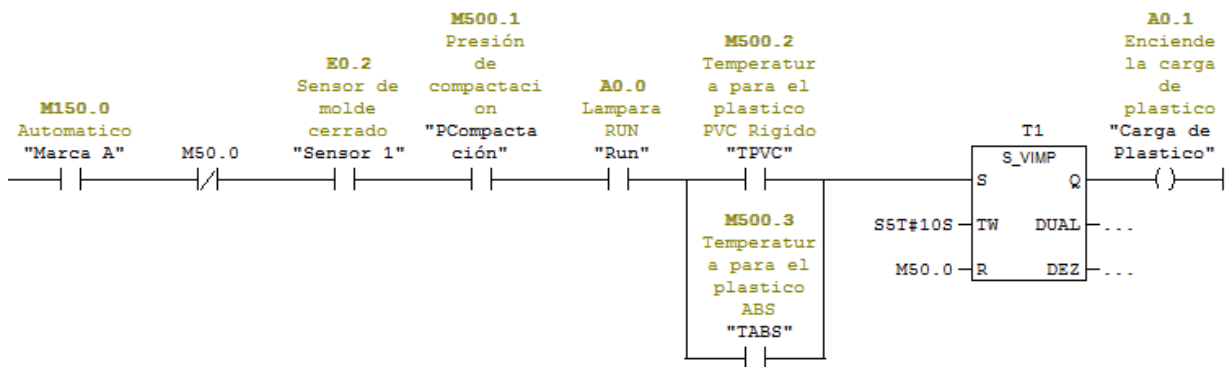 M500.1
Presión
de
compactaci
on
"PCompacta
ción"
M500.2
Temperatur
a para el
plastico
PVC Rigido
"TPVC"
A0.1
Enciende
la carga
de
plastico
"Carga de
Plastico"
E0.2
Sensor de
molde
cerrado
"Sensor 1"
A0.0
Lampara
RUN
"Run"
M150.0
Automatico
"Marca A"
M50.0
T1
S_VIMP
S Q
S5T#10S TW DUAL ...
M50.0 R DEZ ...
M500.3
Temperatur
a para el
plastico
ABS
"TABS"